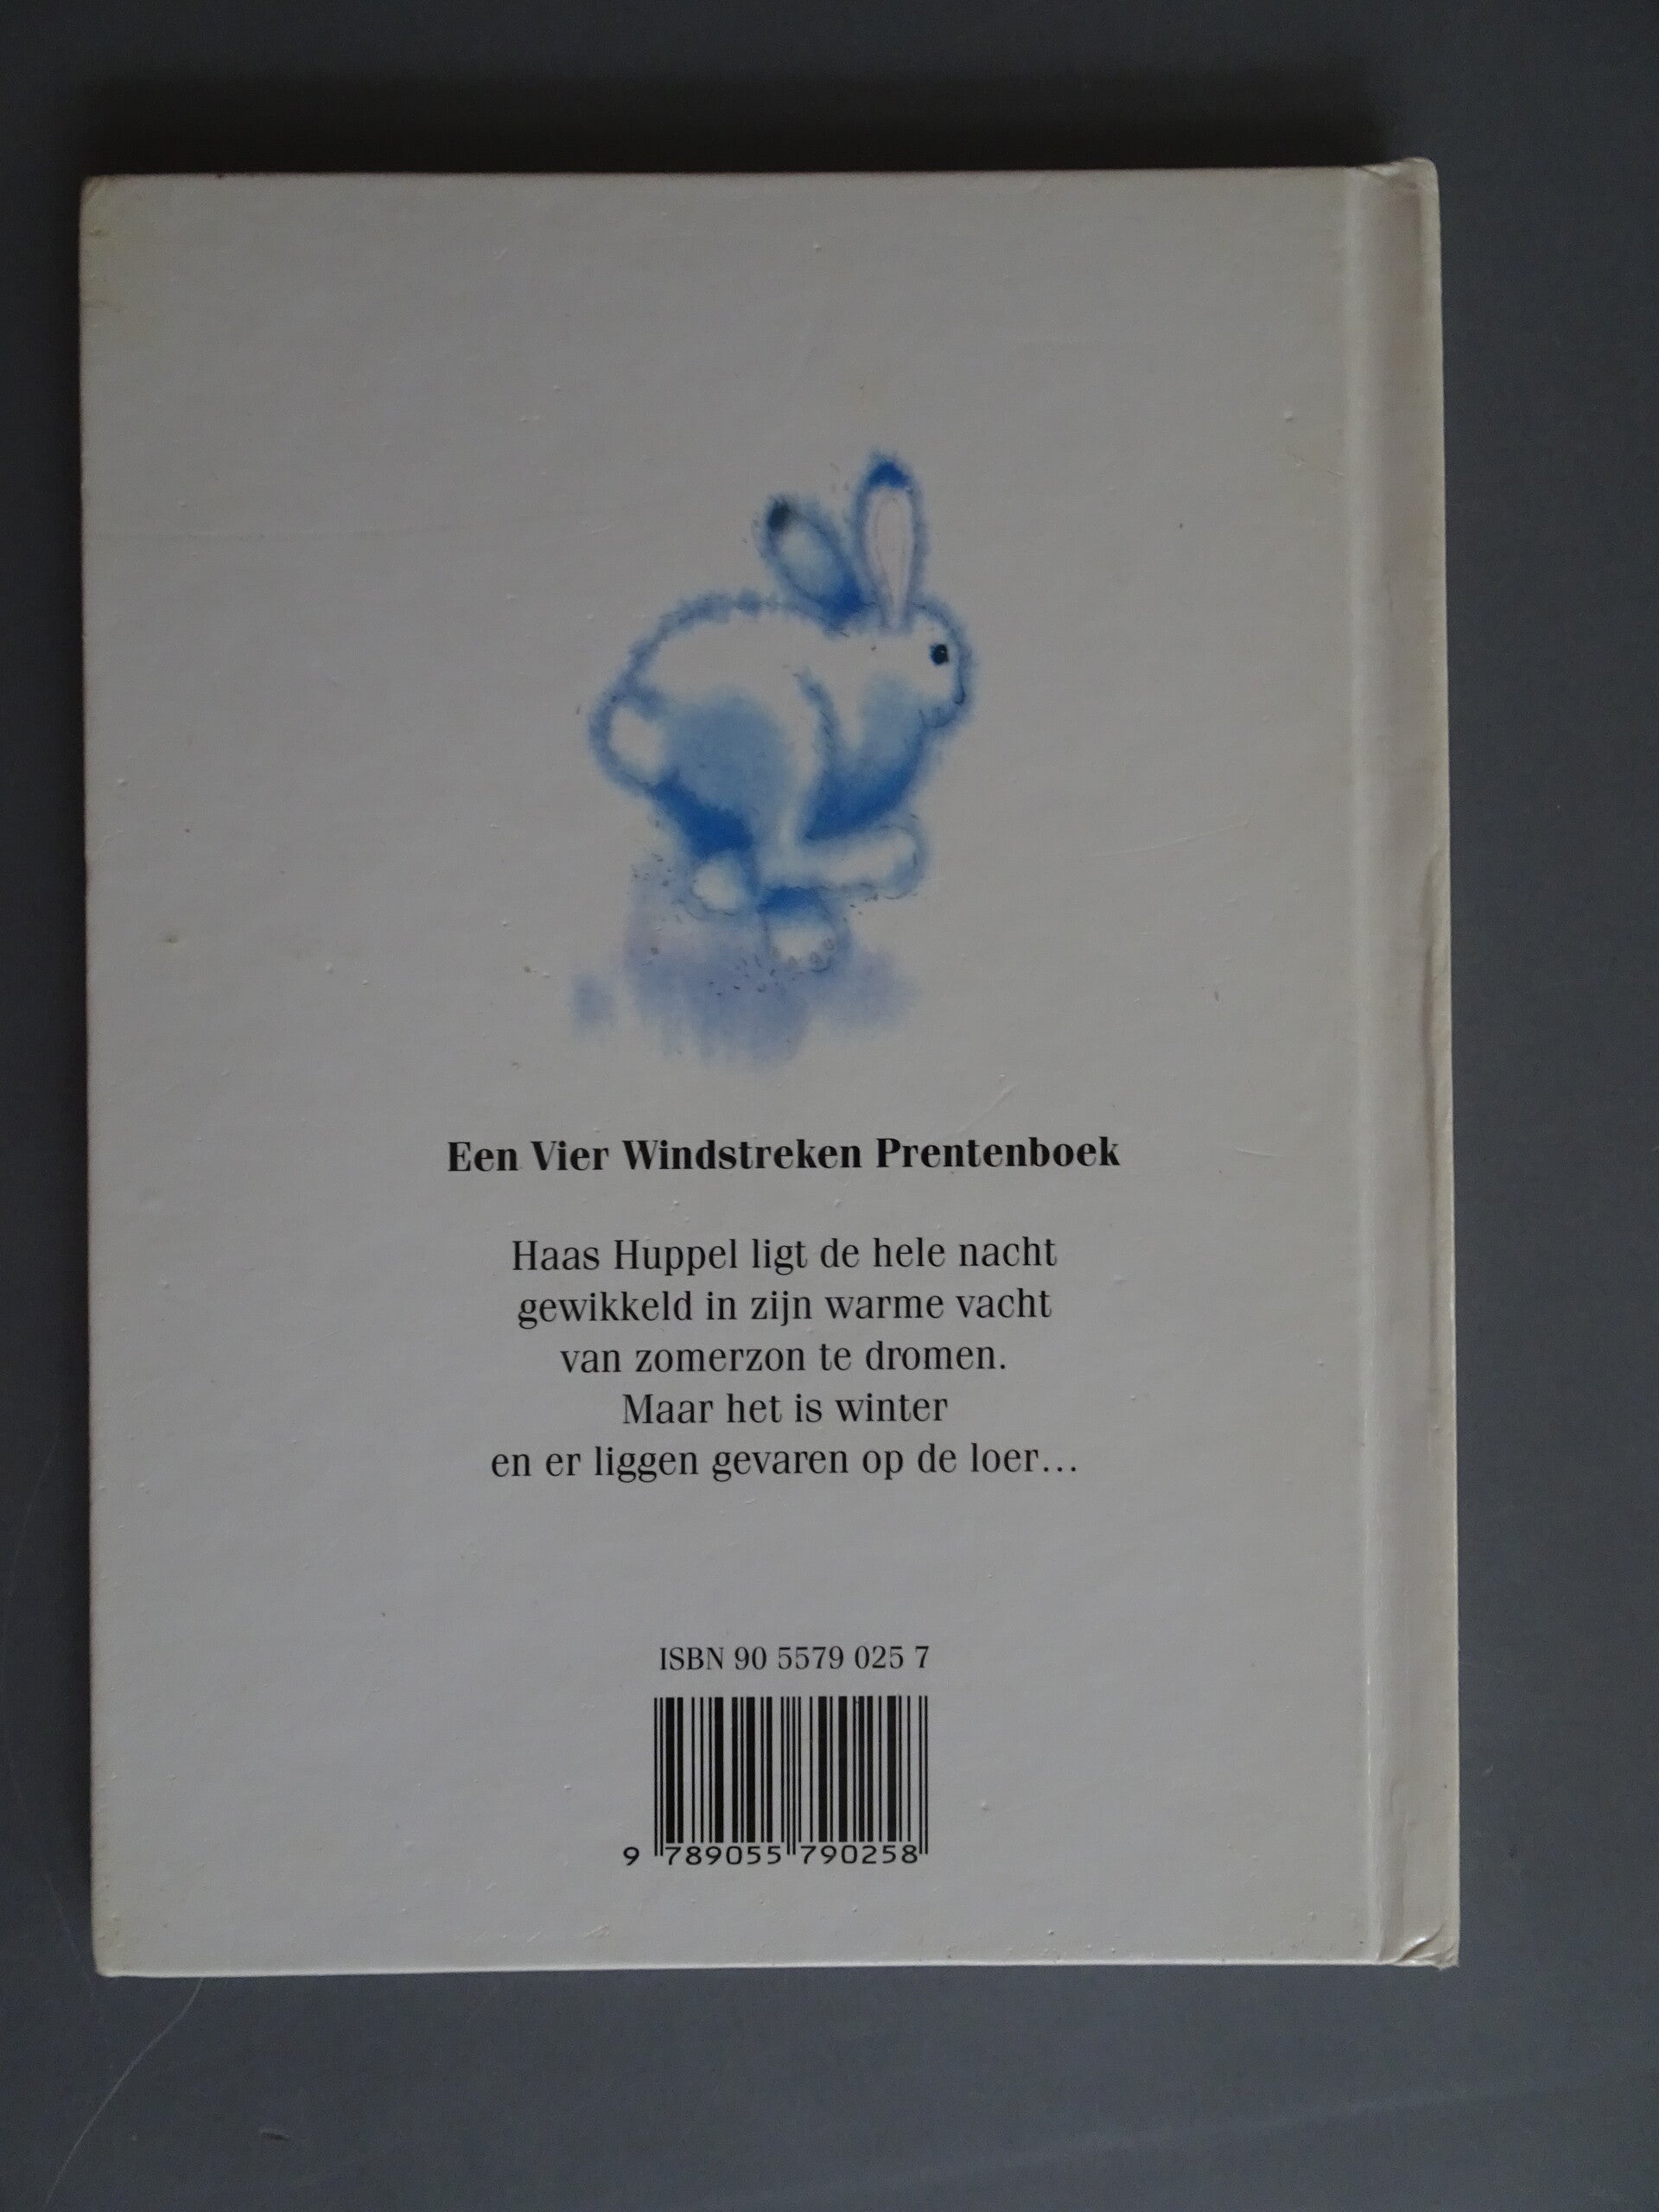 Een Vier Windstreken Prentenboek
Haas Huppel ligt de hele nacht
gewikkeld in zijn warme vacht
van zomerzon te dromen.
Maar het is winter
en er liggen gevaren op de loer...
ISBN 90 5579 025 7
9 789055 790258